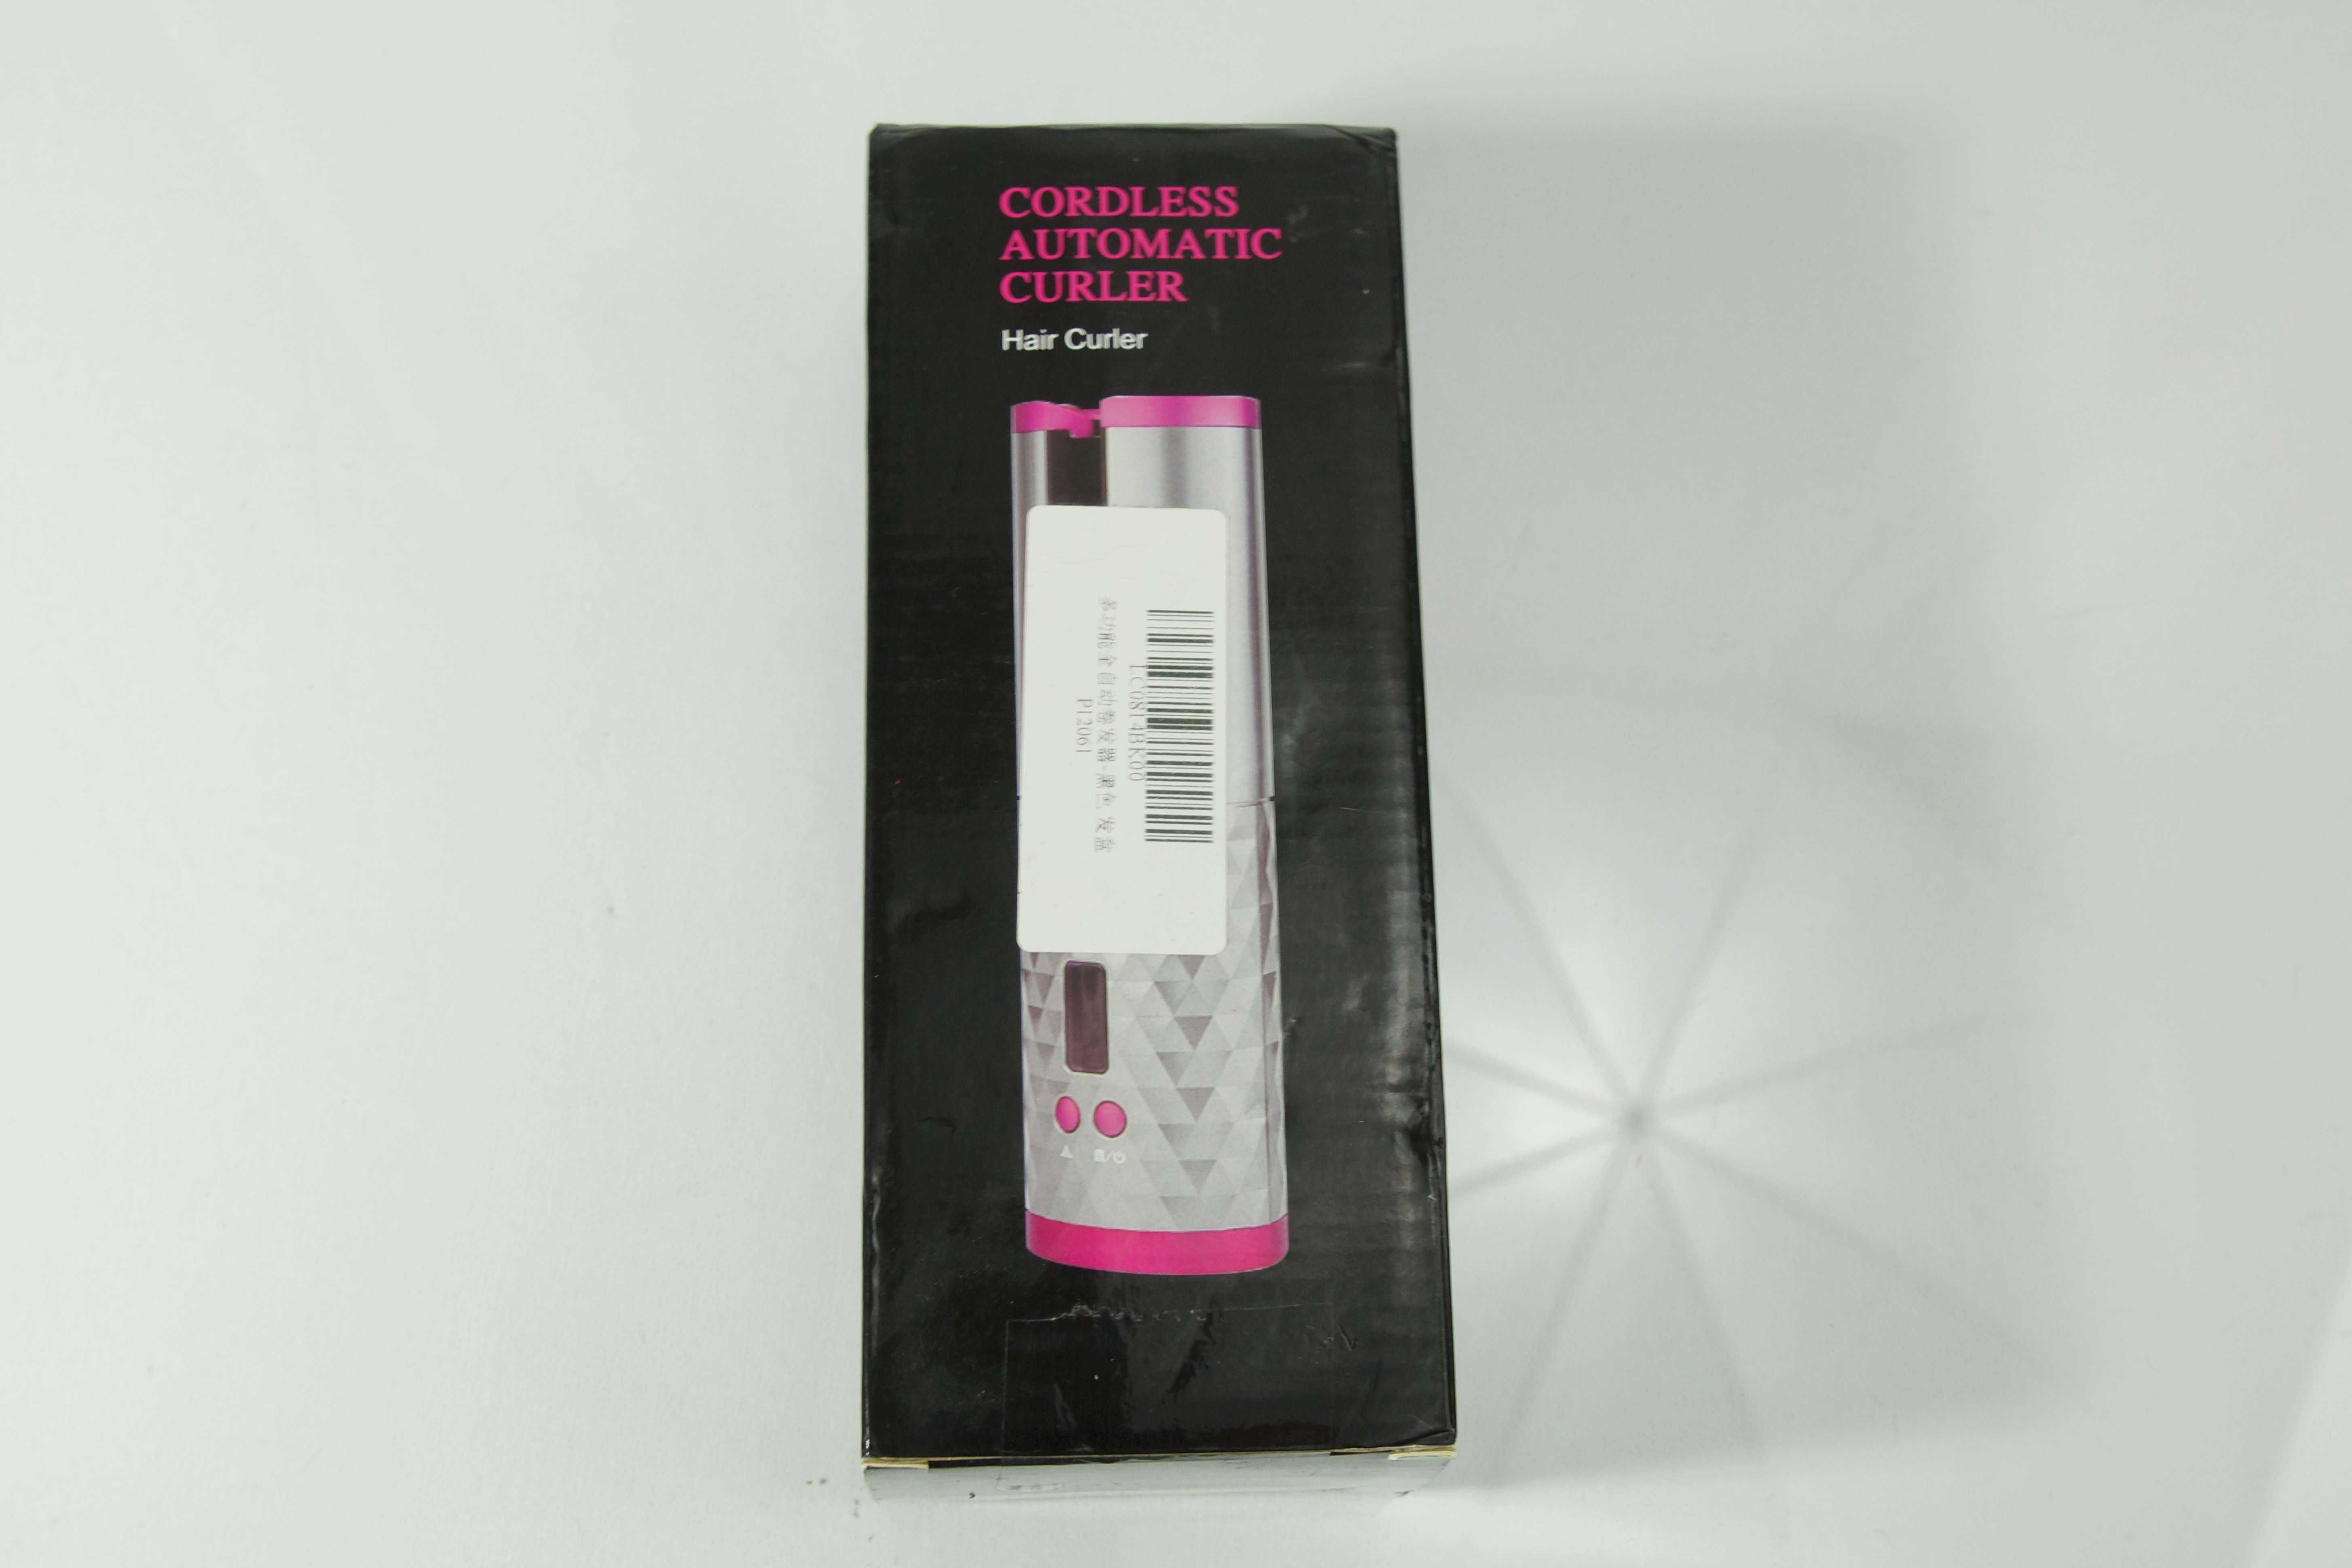 CORDLESS
AUTOMATIC
CURLER
Hair Curler
LC0814BK00
多功能全自动卷发器-黑色 发盒
P12061